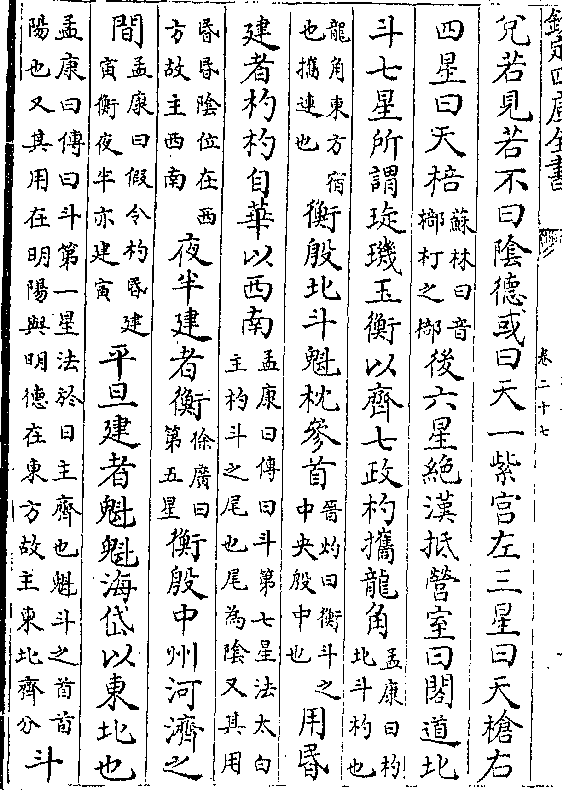 欽定四庫全書
卷二十七
兊若見若不曰陰德或曰天一紫宫左三星曰天槍右
四星曰天棓蘇林曰音榔朾之榔後六星絶漢抵營室曰閣道北
斗七星所謂琁璣玉衡以齊七政杓攜龍角孟康曰杓北斗杓也
龍角東方宿也攜連也衡殷北斗魁枕參首晉灼曰衡斗之中央殷中也用昏
建者杓杓自華以西南孟康曰傳曰斗第七星法太白主杓斗之尾也尾為陰又其用
昏昏陰位在西方故主西南夜半建者衡徐廣曰第五星衡殷中州河濟之
間孟康曰假令杓昏建寅衡夜半亦建寅平旦建者魁魁海岱以東北也
孟康曰傳曰斗第一星法於日主齊也魁斗之首首陽也又其用在明陽與明德在東方故主東北齊分斗